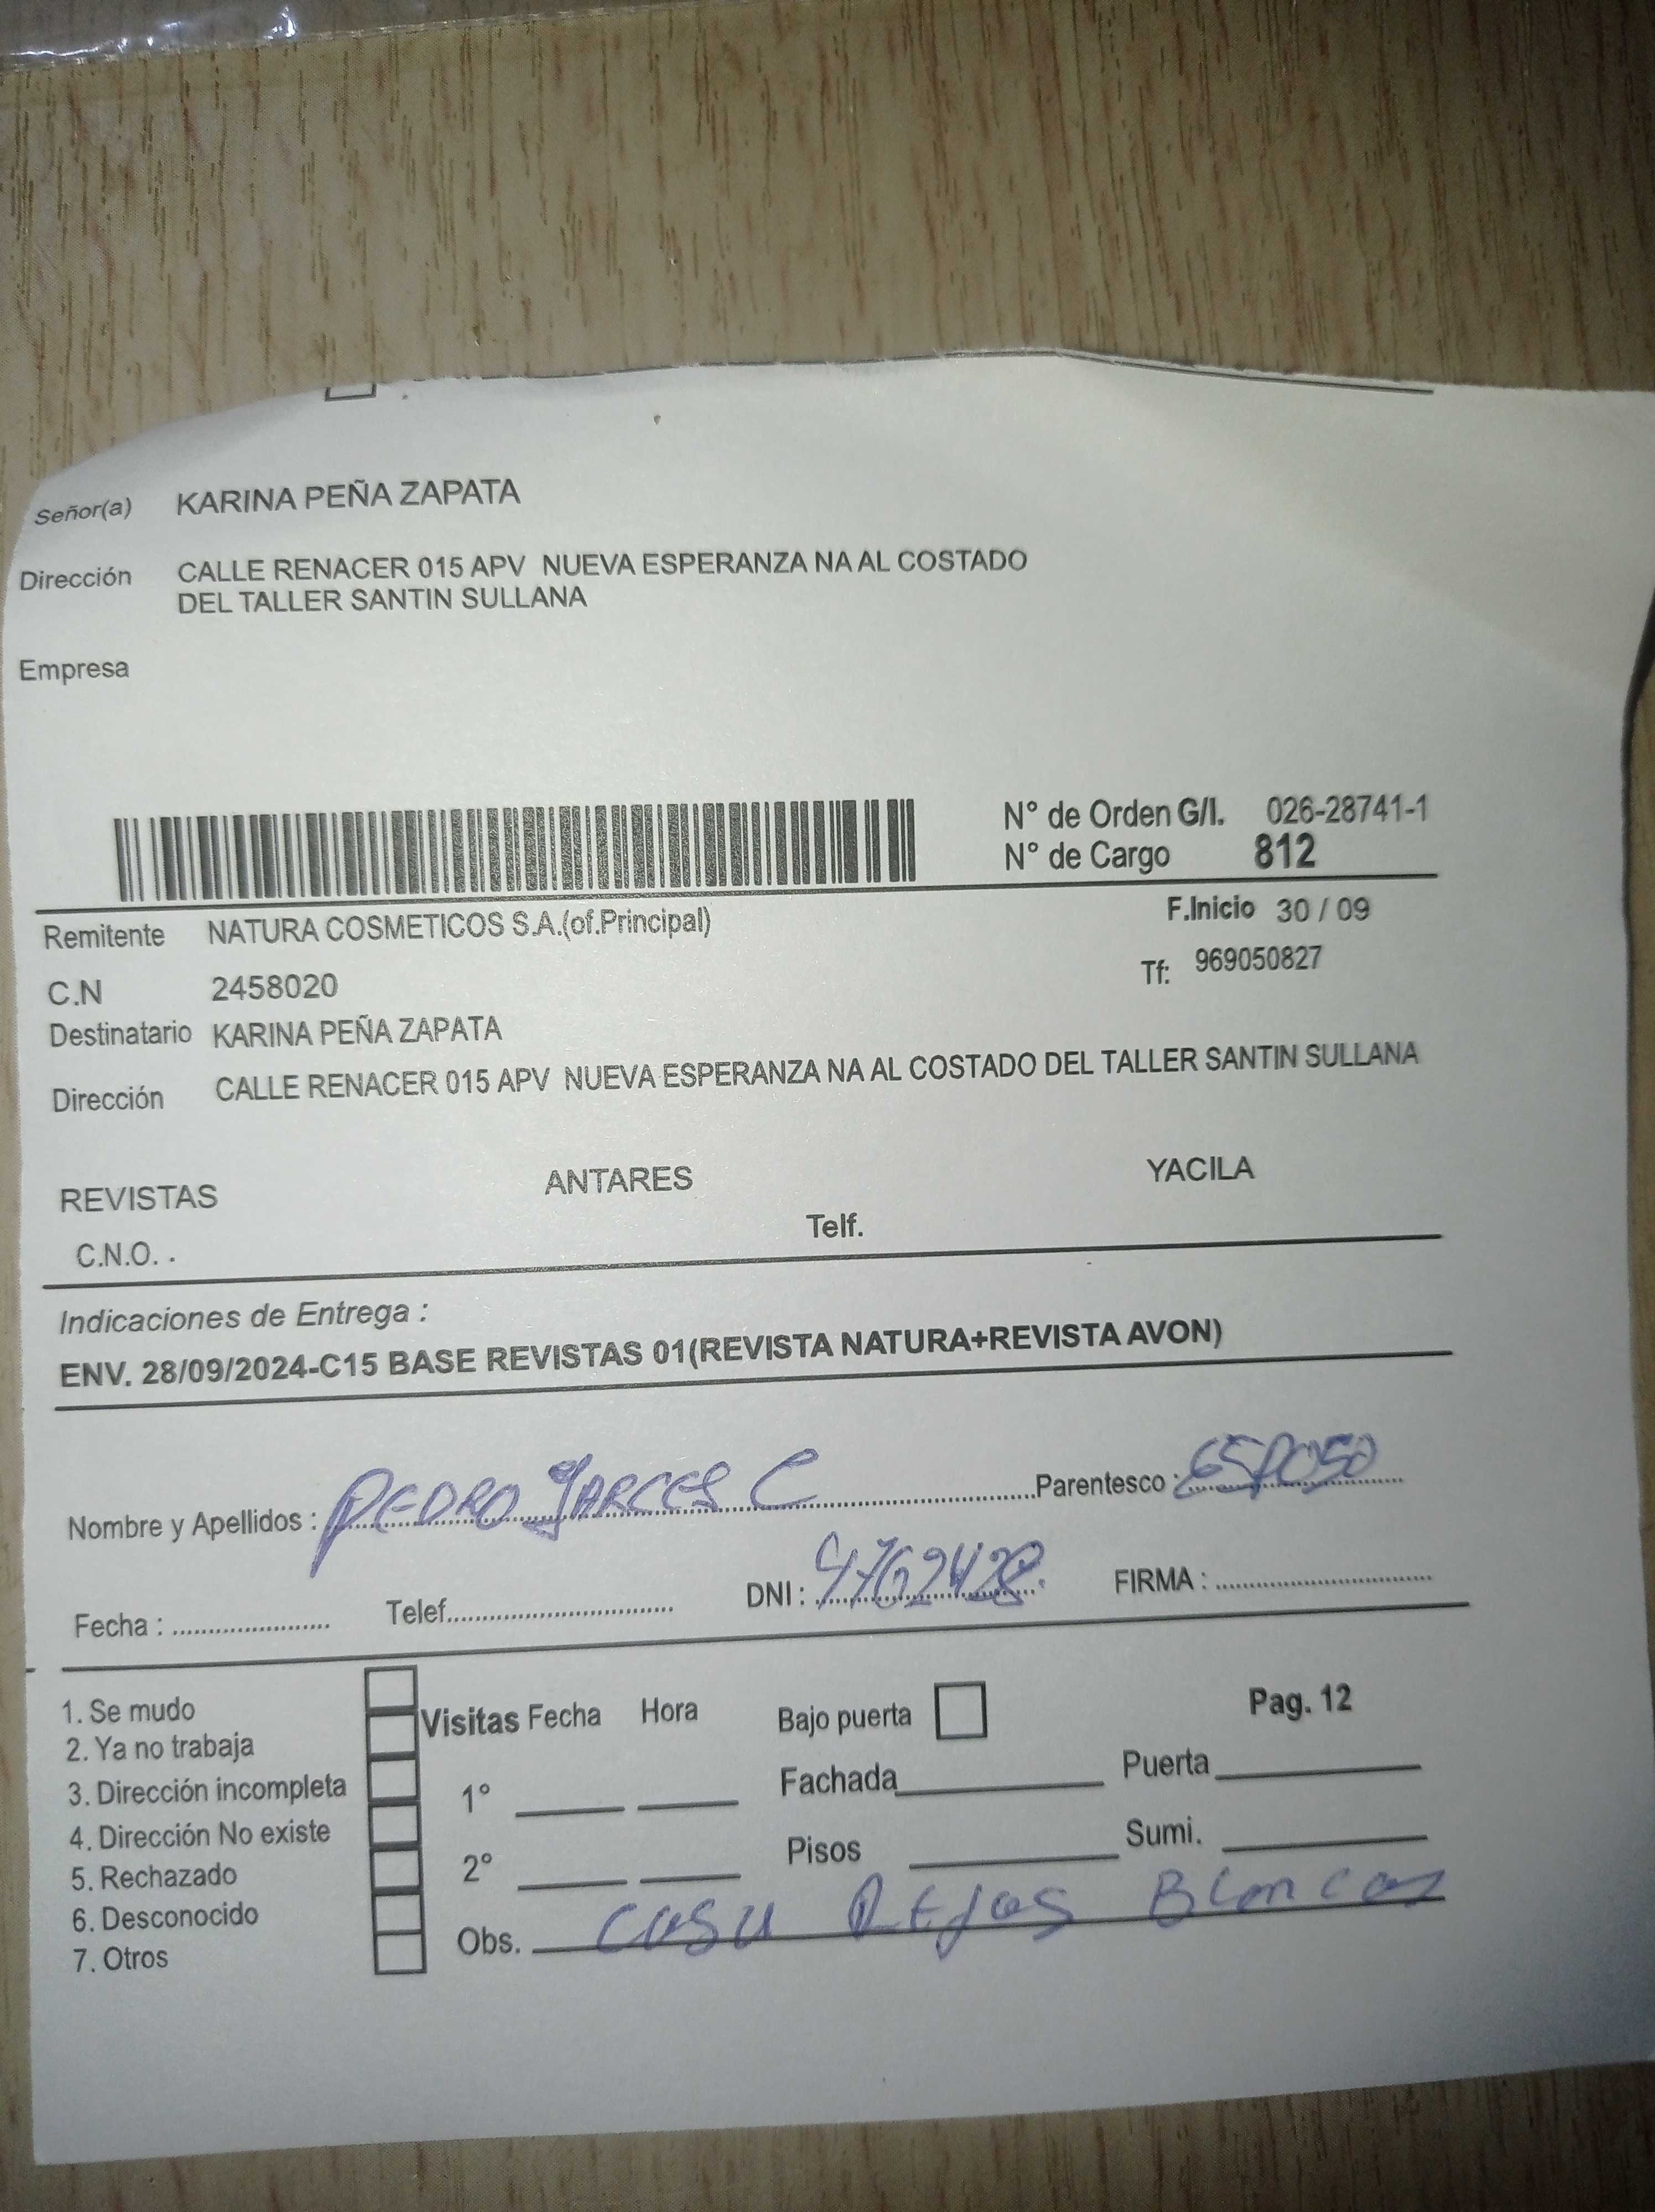 Señor(a) KARINA PEÑA ZAPATA
Dirección CALLE RENACER 015 APV NUEVA ESPERANZA NA AL COSTADO
DEL TALLER SANTIN SULLANA
Empresa
N° de Orden G/I. 026-28741-1
N° de Cargo 812
Remitente NATURA COSMETICOS S.A.(of.Principal) F.Inicio 30 / 09
C.N 2458020 Tf: 969050827
Destinatario KARINA PEÑA ZAPATA
Dirección CALLE RENACER 015 APV NUEVA ESPERANZA NA AL COSTADO DEL TALLER SANTIN SULLANA
REVISTAS ANTARES YACILA
C.N.O. . Telf.
Indicaciones de Entrega :
ENV. 28/09/2024-C15 BASE REVISTAS 01(REVISTA NATURA+REVISTA AVON)
Nombre y Apellidos : PEDRO GARCES C Parentesco : ESPOSO
Fecha : Telef. DNI : FIRMA :
1. Se mudo
2. Ya no trabaja
3. Dirección incompleta
4. Dirección No existe
5. Rechazado
6. Desconocido
7. Otros
Visitas Fecha Hora Bajo puerta Pag. 12
1° Fachada Puerta
2° Pisos Sumi.
Obs. Casa Rejas Blancas